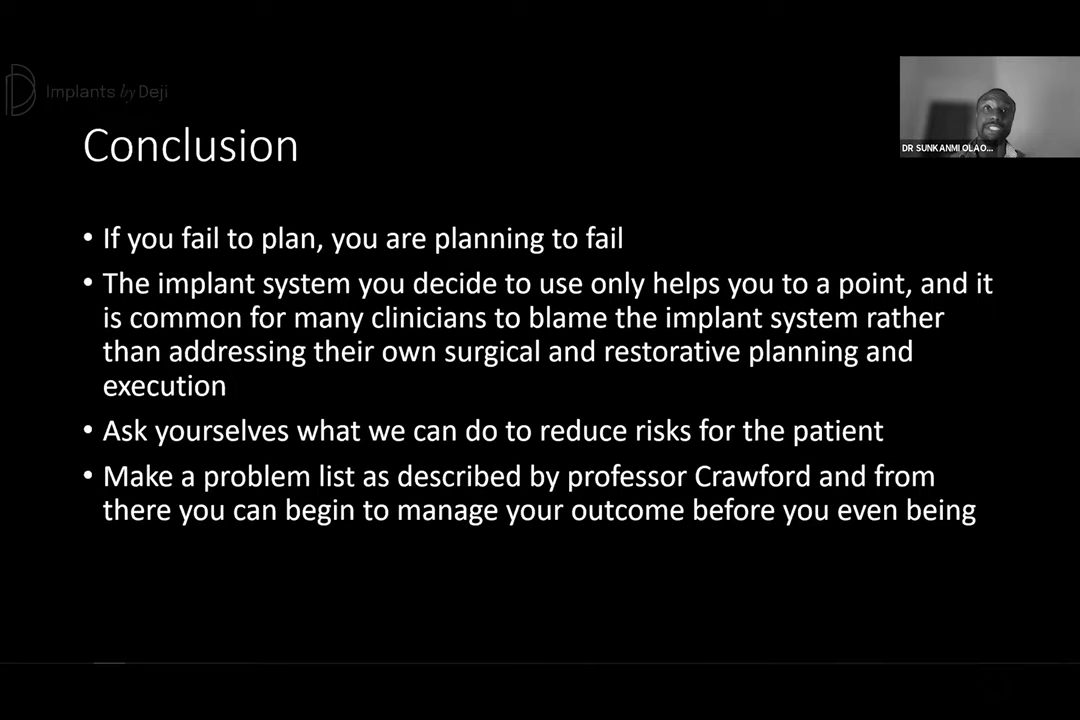 Implants by Deji
DR SUNKANMI OLAO...
Conclusion
• If you fail to plan, you are planning to fail
• The implant system you decide to use only helps you to a point, and it
is common for many clinicians to blame the implant system rather
than addressing their own surgical and restorative planning and
execution
• Ask yourselves what we can do to reduce risks for the patient
• Make a problem list as described by professor Crawford and from
there you can begin to manage your outcome before you even being